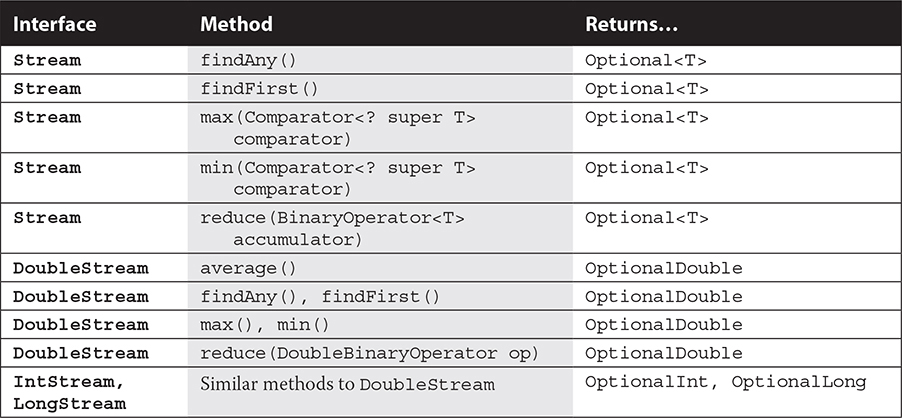 Interface Method Returns…
Stream findAny() Optional<T>
Stream findFirst() Optional<T>
Stream max(Comparator<? super T> Optional<T>
comparator)
Stream min(Comparator<? super T> Optional<T>
comparator)
Stream reduce(BinaryOperator<T> Optional<T>
accumulator)
DoubleStream average() OptionalDouble
DoubleStream findAny(), findFirst() OptionalDouble
DoubleStream max(), min() OptionalDouble
DoubleStream reduce(DoubleBinaryOperator op) OptionalDouble
IntStream, Similar methods to DoubleStream OptionalInt, OptionalLong
LongStream